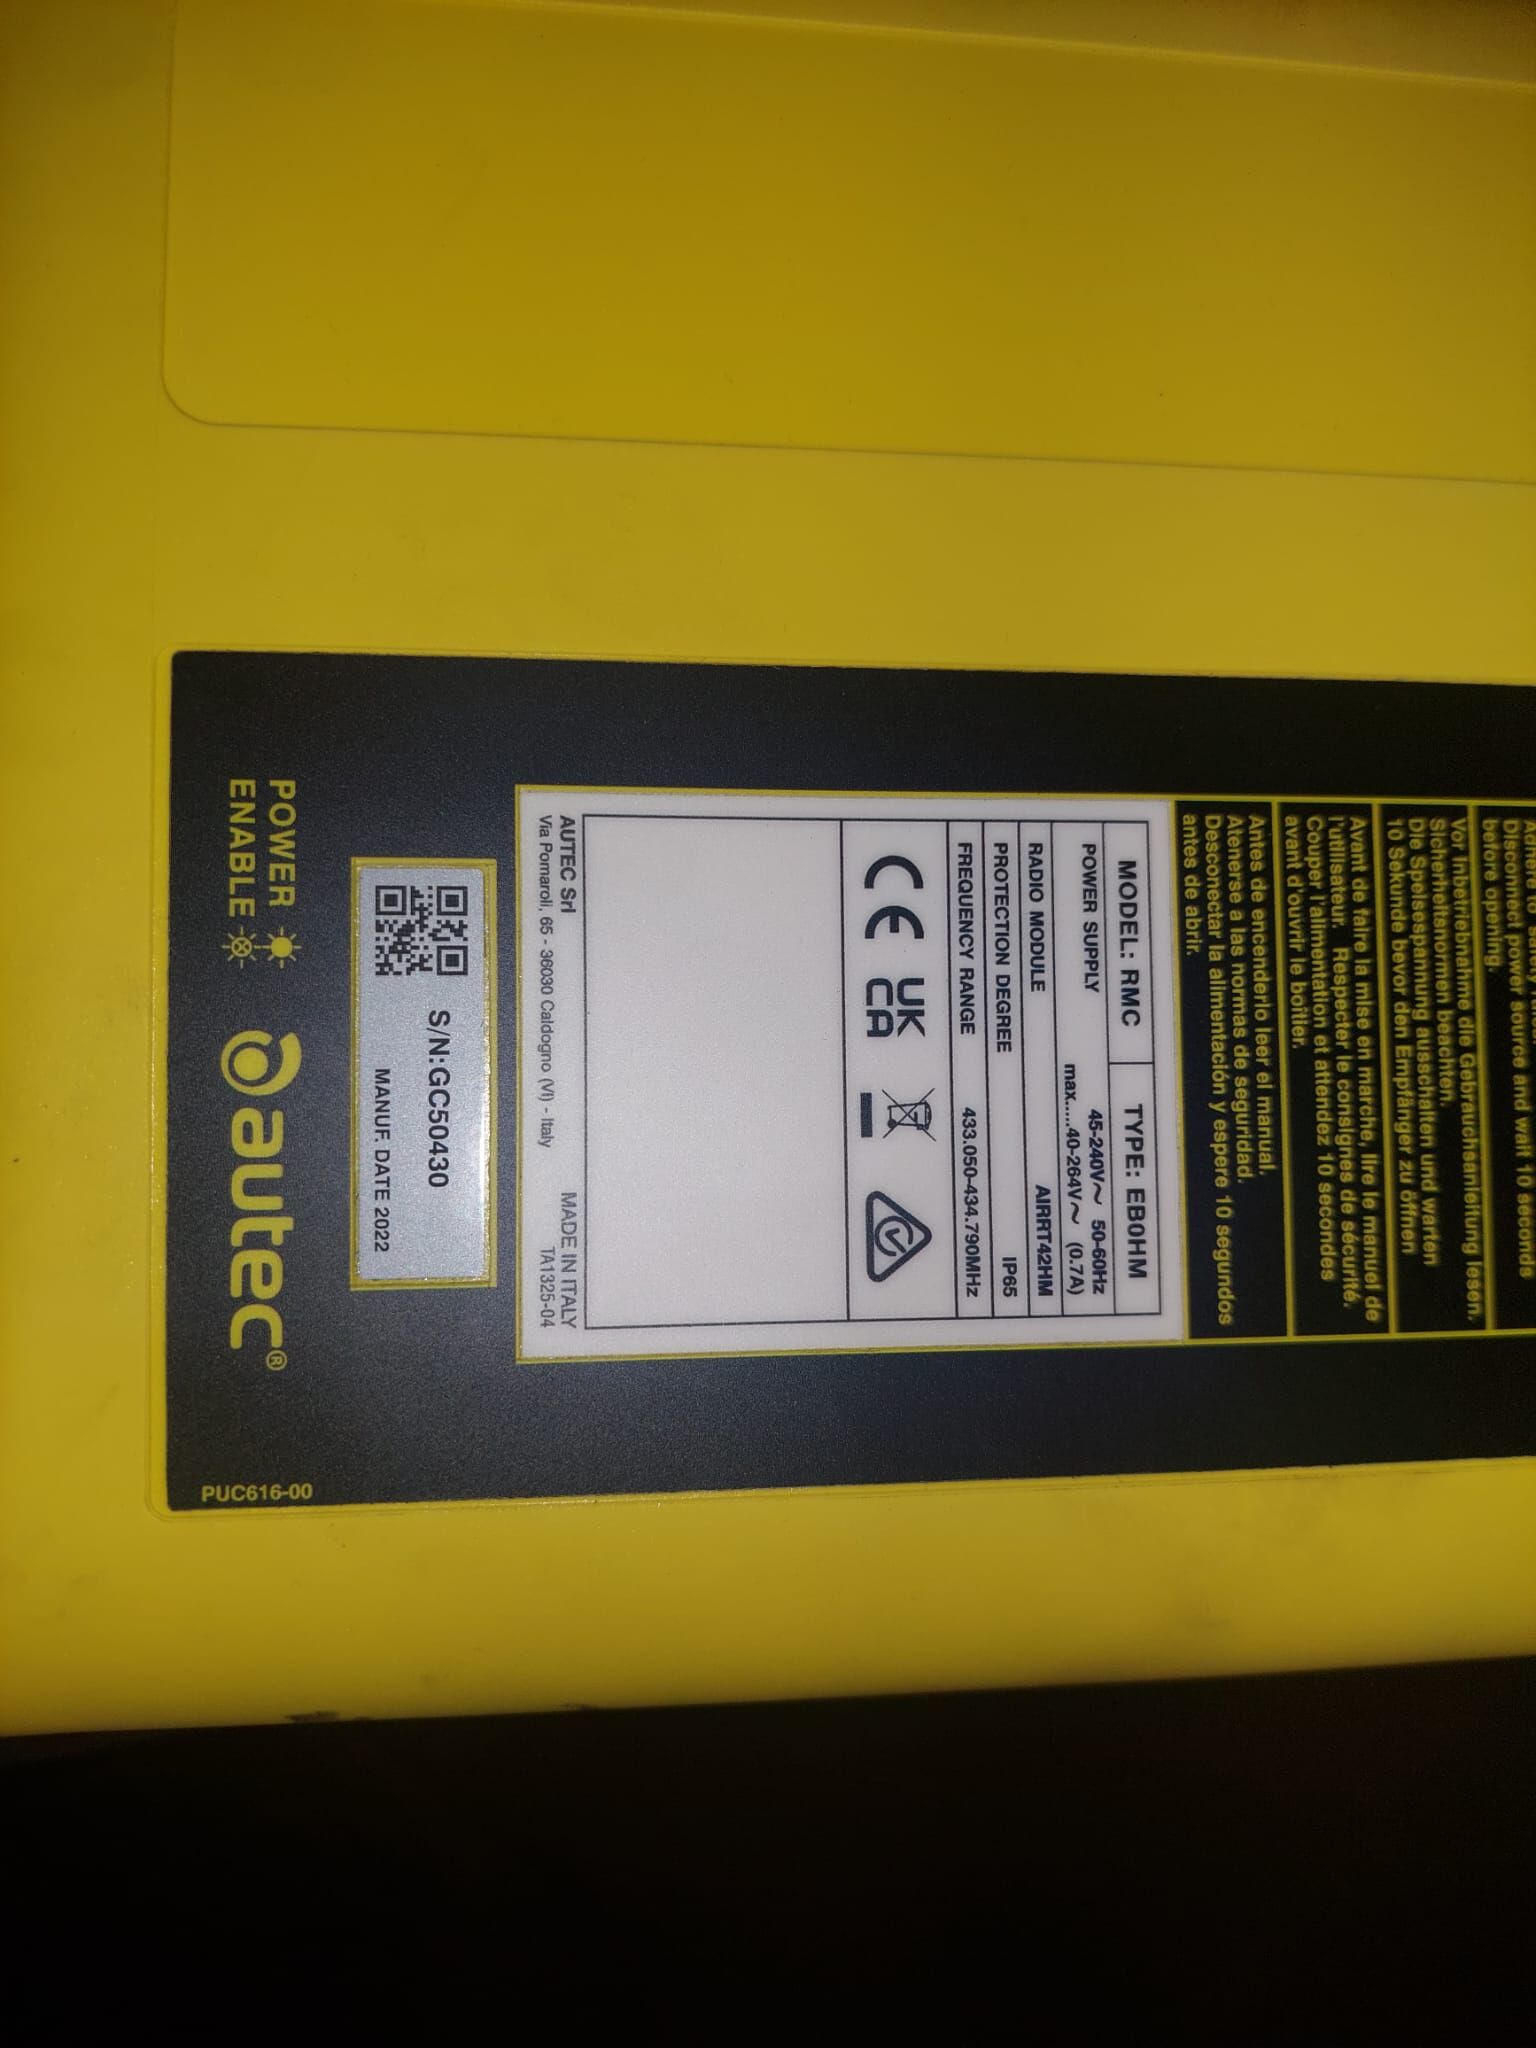 Disconnect power source and wait 10 seconds
before opening.
Vor Inbetriebnahme die Gebrauchsanleitung lesen.
Sicherheitsnormen beachten.
Die Speisespannung ausschalten und warten
10 Sekunde bevor den Empfänger zu öffnen
Avant de faire la mise en marche, lire le manuel de
l'utilisateur. Respecter le consignes de sécurité.
Couper l'alimentation et attendez 10 secondes
avant d'ouvrir le boîtier.
Antes de encenderlo leer el manual.
Atenerse a las normas de seguridad.
Desconectar la alimentación y espere 10 segundos
antes de abrir.
MODEL: RMC TYPE: EB0HM
POWER SUPPLY 45-240V~ 50-60Hz
max....40-264V~ (0.7A)
RADIO MODULE AIRRT42HM
PROTECTION DEGREE IP65
FREQUENCY RANGE 433.050-434.790MHz
CE UK CA
AUTEC Srl MADE IN ITALY
Via Pomaroli, 65 - 36030 Caldogno (VI) - Italy TA1325-04
S/N:GC50430
MANUF. DATE 2022
POWER
ENABLE
autec®
PUC616-00